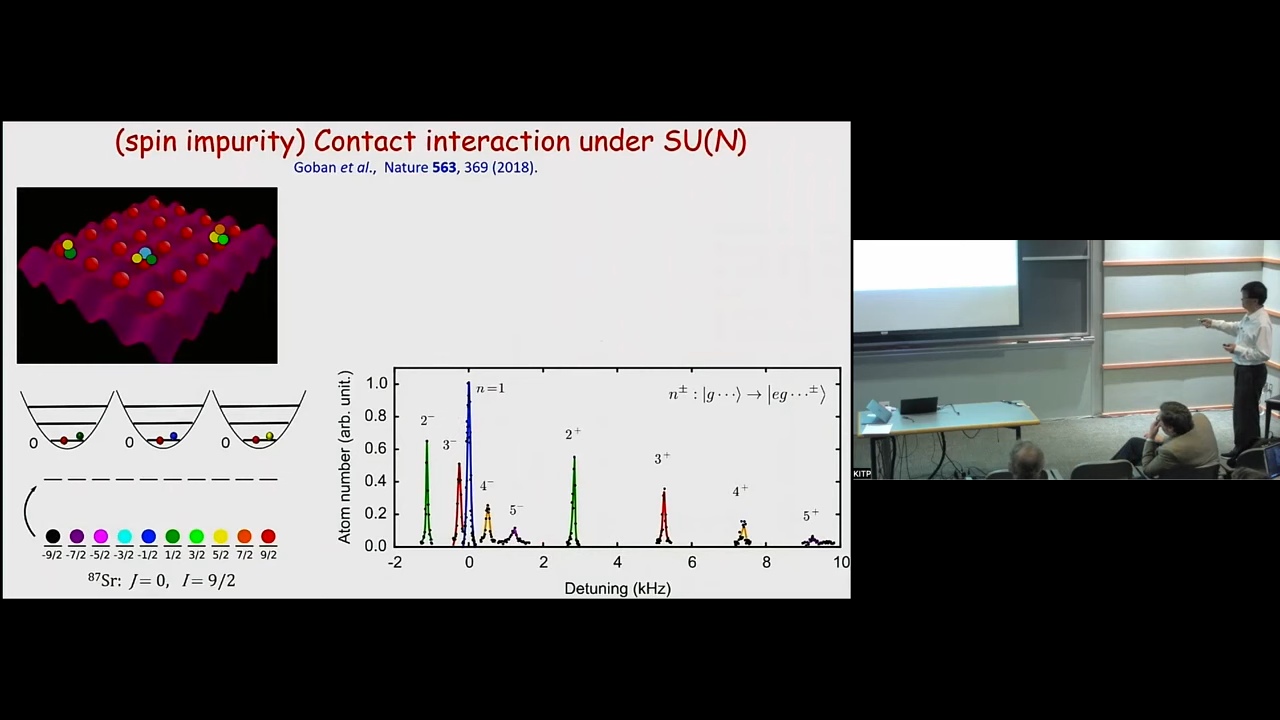 (spin impurity) Contact interaction under SU(N)
Goban et al., Nature 563, 369 (2018).
0 0 0
-9/2 -7/2 -5/2 -3/2 -1/2 1/2 3/2 5/2 7/2 9/2
⁸⁷Sr: J = 0, I = 9/2
Atom number (arb. unit.)
1.0
0.8
0.6
0.4
0.2
0.0
n = 1
n± : |g⋯⟩ → |eg⋯±⟩
2⁻
3⁻
4⁻
5⁻
2⁺
3⁺
4⁺
5⁺
-2 0 2 4 6 8 10
Detuning (kHz)
KITP